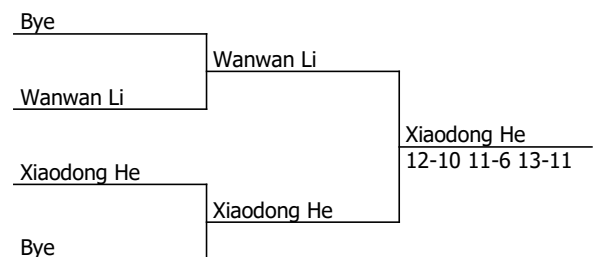 Bye
Wanwan Li
Wanwan Li
Xiaodong He
12-10 11-6 13-11
Xiaodong He
Xiaodong He
Bye